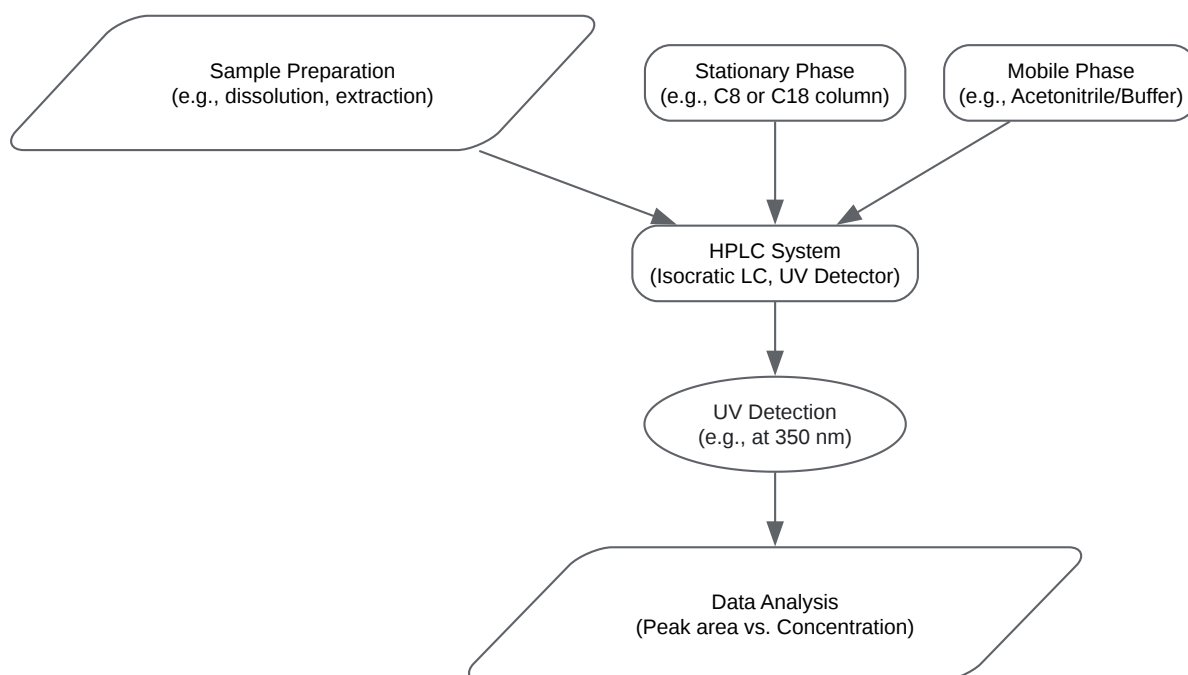 Sample Preparation
(e.g., dissolution, extraction)
Stationary Phase
(e.g., C8 or C18 column)
Mobile Phase
(e.g., Acetonitrile/Buffer)
HPLC System
(Isocratic LC, UV Detector)
UV Detection
(e.g., at 350 nm)
Data Analysis
(Peak area vs. Concentration)